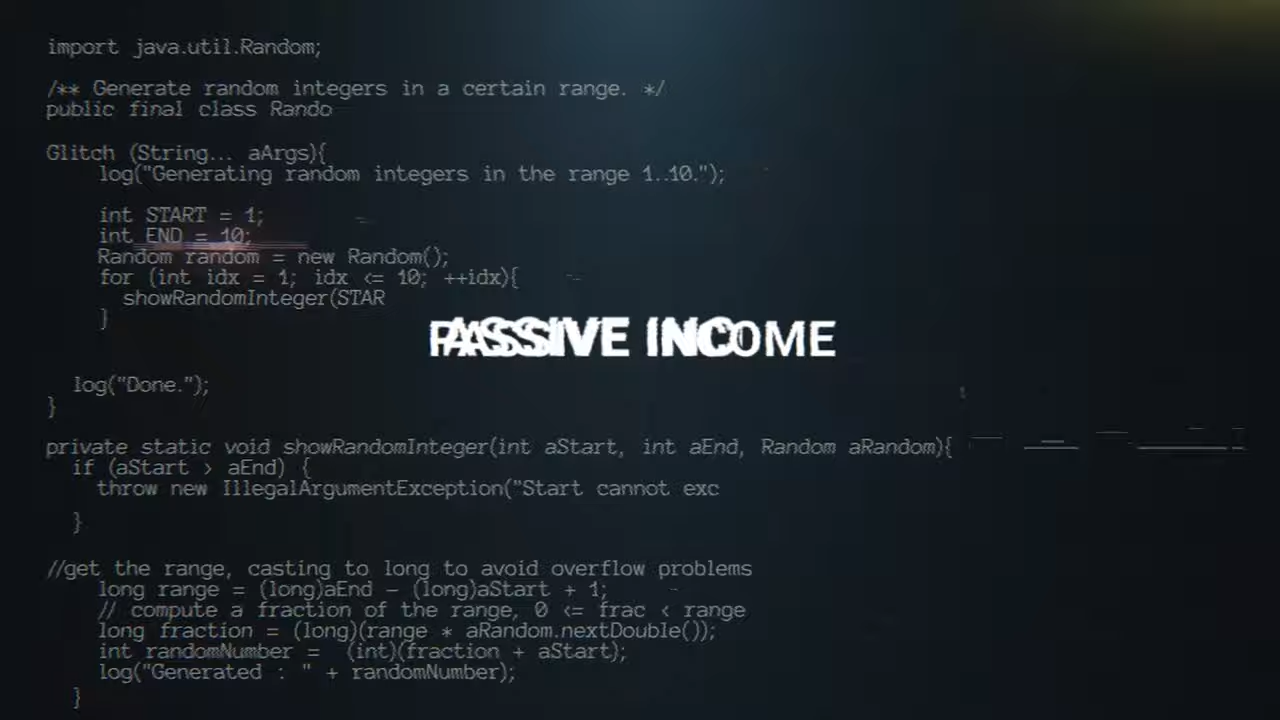 import java.util.Random;
/** Generate random integers in a certain range. */
public final class Rando
Glitch (String... aArgs){
log("Generating random integers in the range 1..10.");
int START = 1;
int END = 10;
Random random = new Random();
for (int idx = 1; idx <= 10; ++idx){
showRandomInteger(STAR
}
PASSIVE INCOME
log("Done.");
}
private static void showRandomInteger(int aStart, int aEnd, Random aRandom){
if (aStart > aEnd) {
throw new IllegalArgumentException("Start cannot exc
}
//get the range, casting to long to avoid overflow problems
long range = (long)aEnd - (long)aStart + 1;
// compute a fraction of the range, 0 <= frac < range
long fraction = (long)(range * aRandom.nextDouble());
int randomNumber = (int)(fraction + aStart);
log("Generated : " + randomNumber);
}